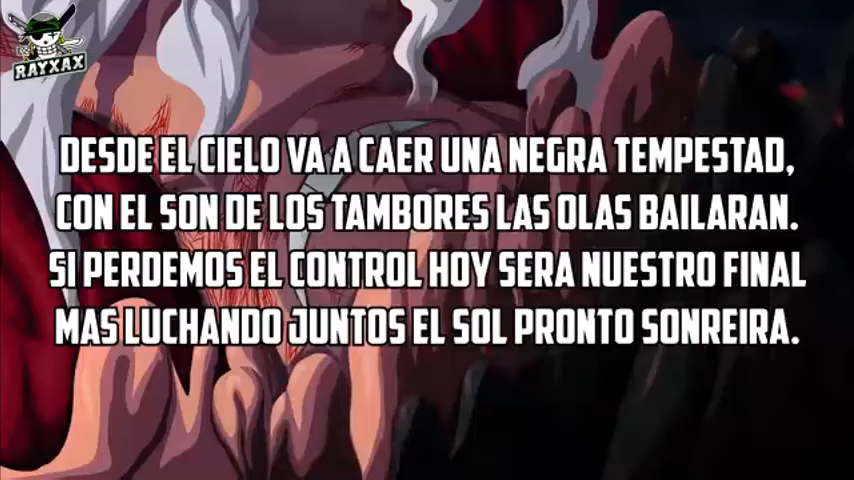 RAYXAX
DESDE EL CIELO VA A CAER UNA NEGRA TEMPESTAD,
CON EL SON DE LOS TAMBORES LAS OLAS BAILARAN.
SI PERDEMOS EL CONTROL HOY SERA NUESTRO FINAL
MAS LUCHANDO JUNTOS EL SOL PRONTO SONREIRA.